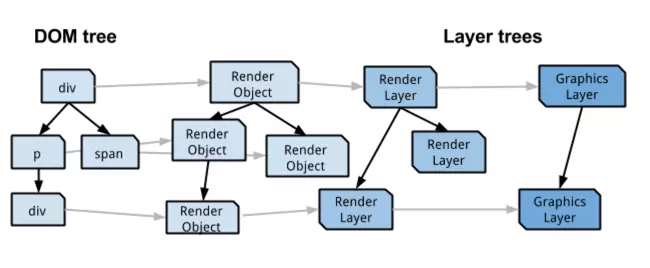 DOM tree
Layer trees
div
Render
Object
Render
Layer
Graphics
Layer
p
span
Render
Object
Render
Object
Render
Layer
div
Render
Object
Render
Layer
Graphics
Layer